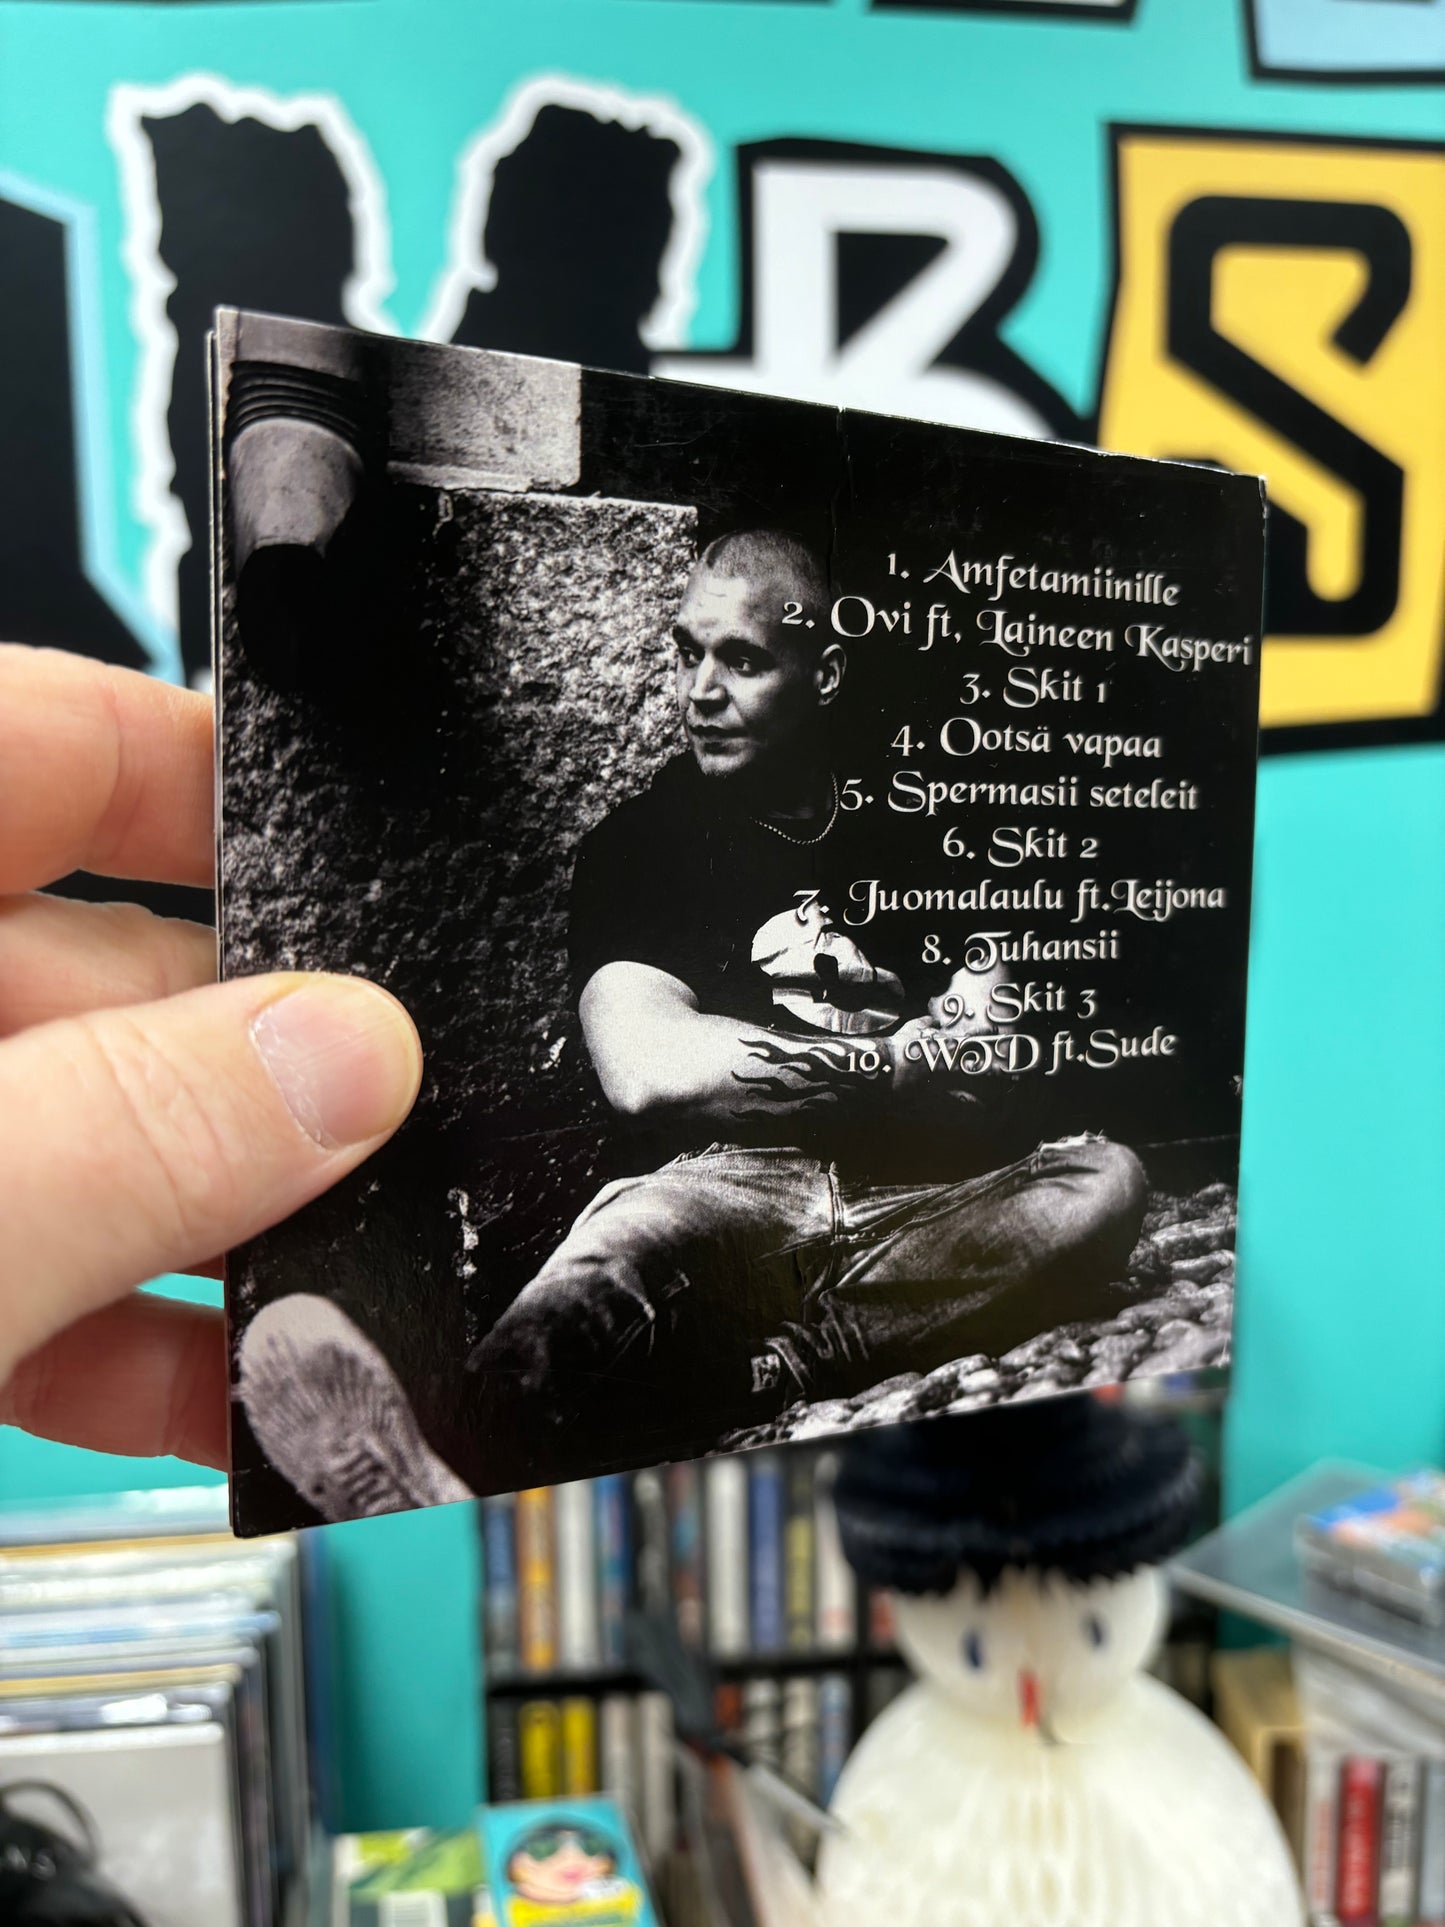 BS
1. Amfetamiinille
2. Ovi ft, Laineen Kasperi
3. Skit 1
4. Ootsä vapaa
5. Spermasii seteleit
6. Skit 2
7. Juomalaulu ft.Leijona
8. Tuhansii
9. Skit 3
10. WTD ft.Sude